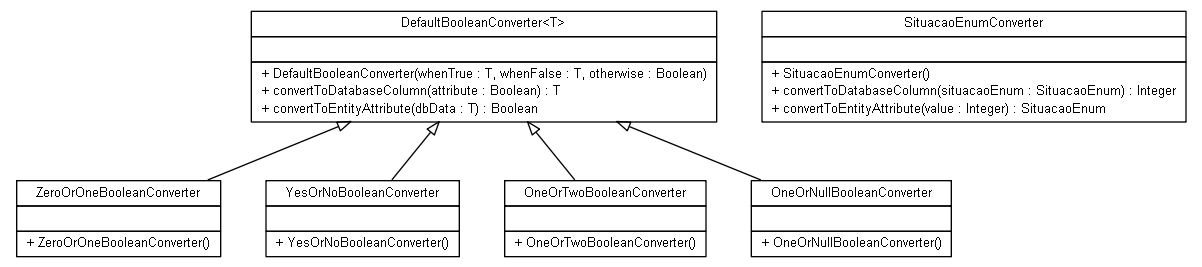 DefaultBooleanConverter<T>
+ DefaultBooleanConverter(whenTrue : T, whenFalse : T, otherwise : Boolean)
+ convertToDatabaseColumn(attribute : Boolean) : T
+ convertToEntityAttribute(dbData : T) : Boolean
SituacaoEnumConverter
+ SituacaoEnumConverter()
+ convertToDatabaseColumn(situacaoEnum : SituacaoEnum) : Integer
+ convertToEntityAttribute(value : Integer) : SituacaoEnum
ZeroOrOneBooleanConverter
+ ZeroOrOneBooleanConverter()
YesOrNoBooleanConverter
+ YesOrNoBooleanConverter()
OneOrTwoBooleanConverter
+ OneOrTwoBooleanConverter()
OneOrNullBooleanConverter
+ OneOrNullBooleanConverter()